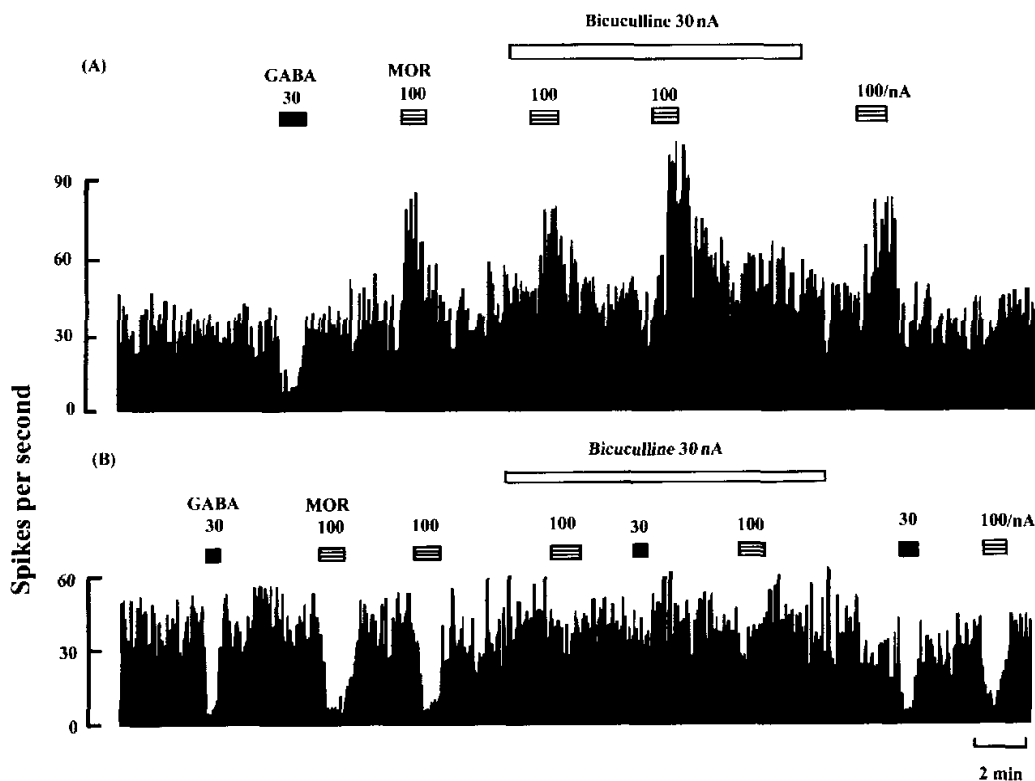 Bicuculline 30 nA
(A)
GABA MOR
30 100 100 100 100/nA
90
60
30
0
Spikes per second
Bicuculline 30 nA
(B)
GABA MOR
30 100 100 100 30 100 30 100/nA
60
30
0
2 min